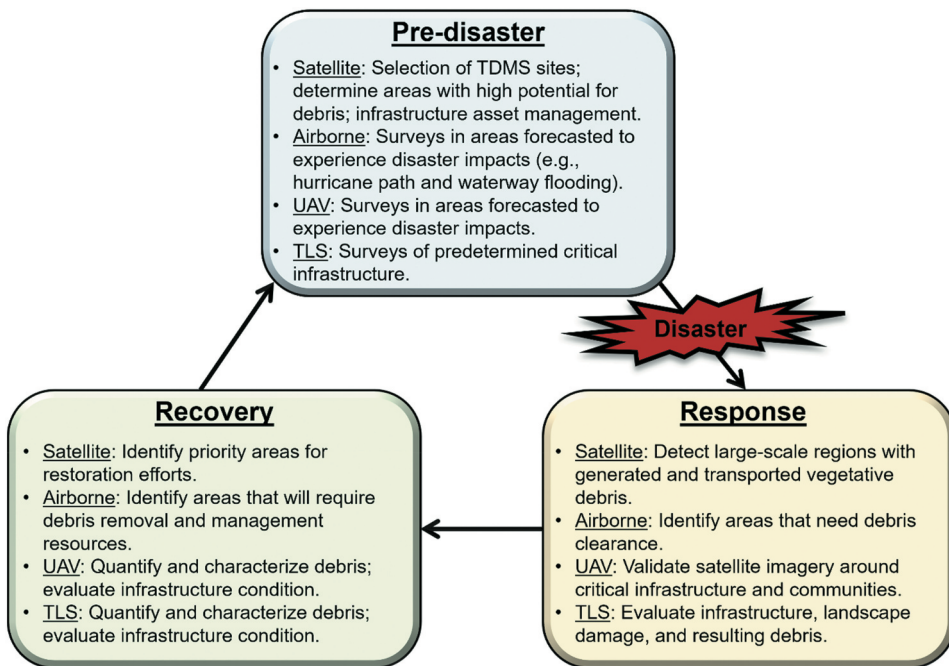 Pre-disaster
• Satellite: Selection of TDMS sites;
determine areas with high potential for
debris; infrastructure asset management.
• Airborne: Surveys in areas forecasted to
experience disaster impacts (e.g.,
hurricane path and waterway flooding).
• UAV: Surveys in areas forecasted to
experience disaster impacts.
• TLS: Surveys of predetermined critical
infrastructure.
Disaster
Recovery
• Satellite: Identify priority areas for
restoration efforts.
• Airborne: Identify areas that will require
debris removal and management
resources.
• UAV: Quantify and characterize debris;
evaluate infrastructure condition.
• TLS: Quantify and characterize debris;
evaluate infrastructure condition.
Response
• Satellite: Detect large-scale regions with
generated and transported vegetative
debris.
• Airborne: Identify areas that need debris
clearance.
• UAV: Validate satellite imagery around
critical infrastructure and communities.
• TLS: Evaluate infrastructure, landscape
damage, and resulting debris.